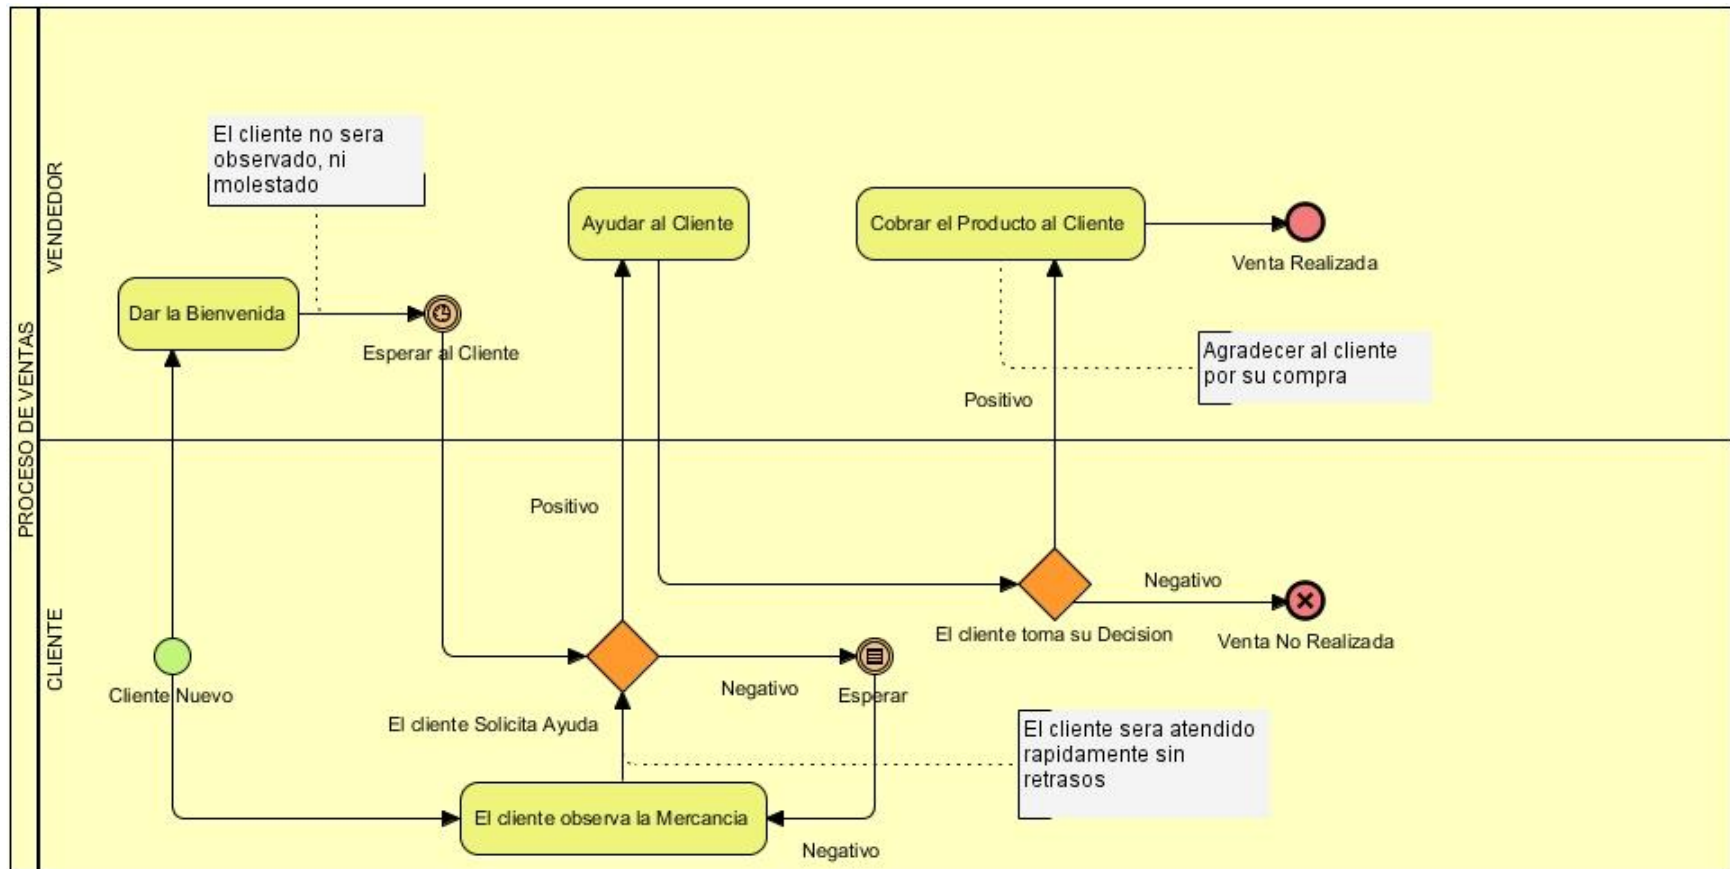 PROCESO DE VENTAS
VENDEDOR
El cliente no sera
observado, ni
molestado
Dar la Bienvenida
Esperar al Cliente
Ayudar al Cliente
Cobrar el Producto al Cliente
Venta Realizada
Agradecer al cliente
por su compra
Positivo
CLIENTE
Positivo
Cliente Nuevo
El cliente Solicita Ayuda
Negativo
Esperar
El cliente toma su Decision
Negativo
Venta No Realizada
El cliente sera atendido
rapidamente sin
retrasos
El cliente observa la Mercancia
Negativo